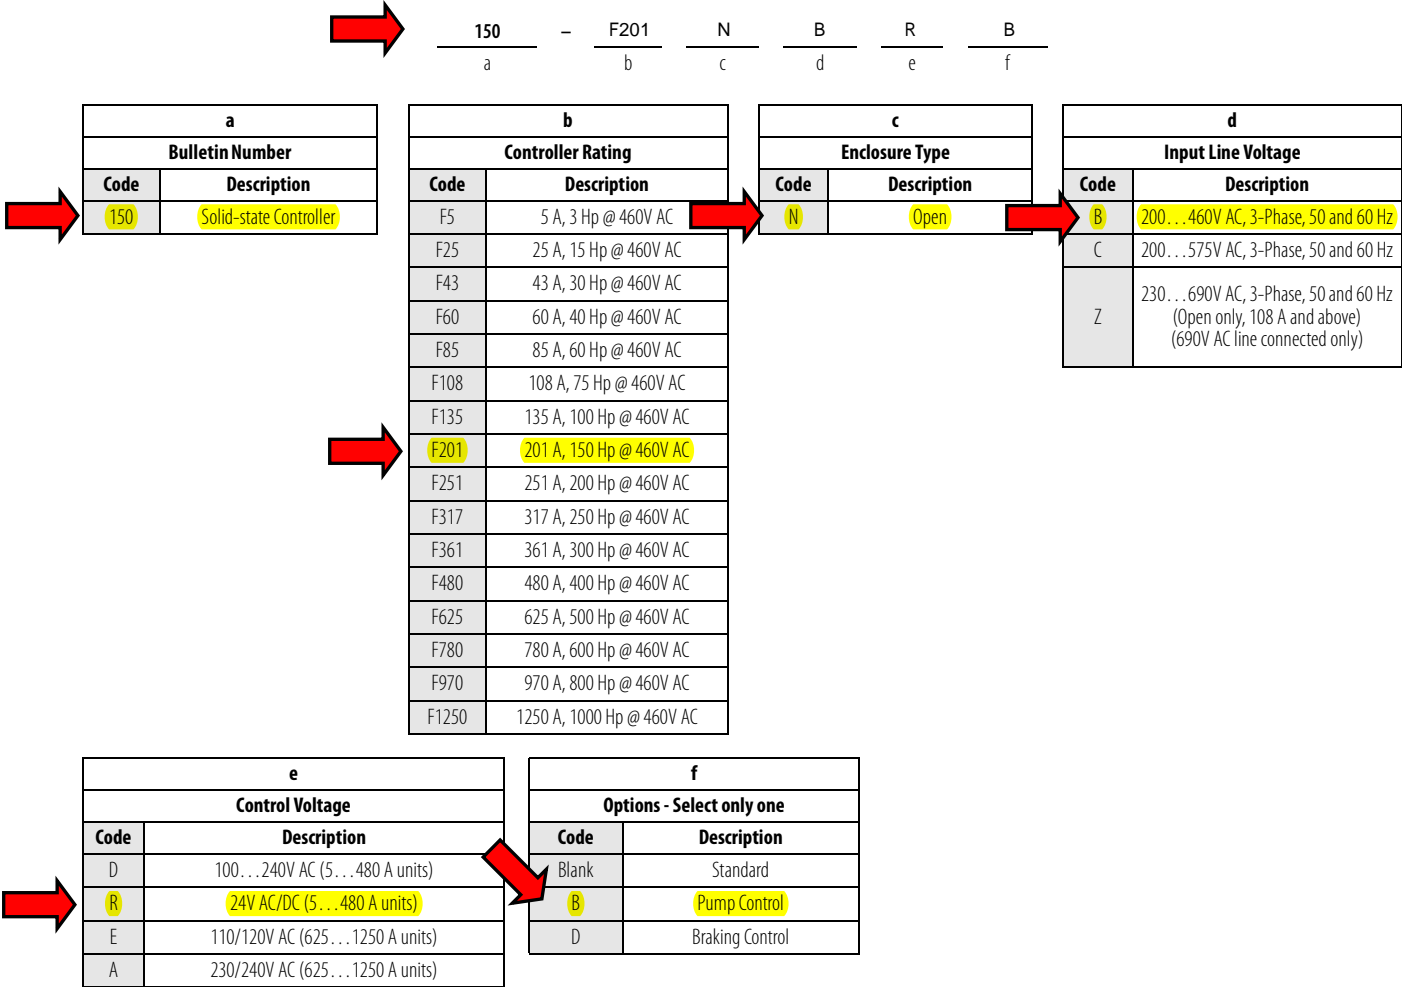 150 – F201 N B R B
a b c d e f
a
Bulletin Number
Code Description
150 Solid-state Controller
b
Controller Rating
Code Description
F5 5 A, 3 Hp @ 460V AC
F25 25 A, 15 Hp @ 460V AC
F43 43 A, 30 Hp @ 460V AC
F60 60 A, 40 Hp @ 460V AC
F85 85 A, 60 Hp @ 460V AC
F108 108 A, 75 Hp @ 460V AC
F135 135 A, 100 Hp @ 460V AC
F201 201 A, 150 Hp @ 460V AC
F251 251 A, 200 Hp @ 460V AC
F317 317 A, 250 Hp @ 460V AC
F361 361 A, 300 Hp @ 460V AC
F480 480 A, 400 Hp @ 460V AC
F625 625 A, 500 Hp @ 460V AC
F780 780 A, 600 Hp @ 460V AC
F970 970 A, 800 Hp @ 460V AC
F1250 1250 A, 1000 Hp @ 460V AC
c
Enclosure Type
Code Description
N Open
d
Input Line Voltage
Code Description
B 200...460V AC, 3-Phase, 50 and 60 Hz
C 200...575V AC, 3-Phase, 50 and 60 Hz
Z 230...690V AC, 3-Phase, 50 and 60 Hz
(Open only, 108 A and above)
(690V AC line connected only)
e
Control Voltage
Code Description
D 100...240V AC (5...480 A units)
R 24V AC/DC (5...480 A units)
E 110/120V AC (625...1250 A units)
A 230/240V AC (625...1250 A units)
f
Options - Select only one
Code Description
Blank Standard
B Pump Control
D Braking Control